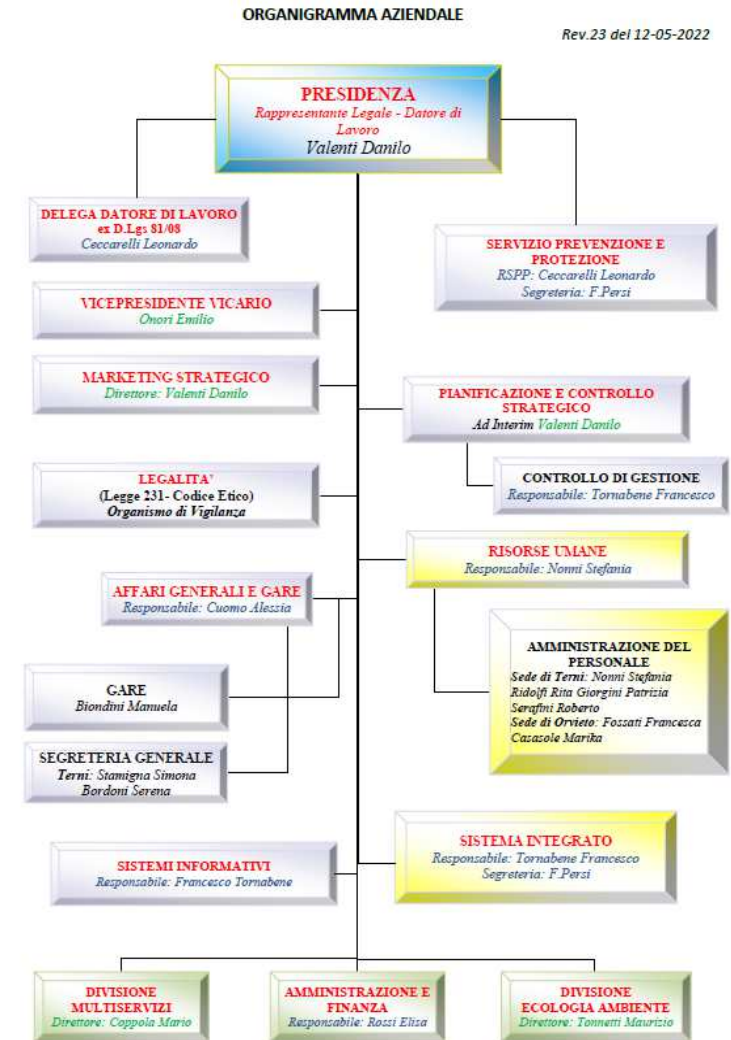 ORGANIGRAMMA AZIENDALE
Rev.23 del 12-05-2022
PRESIDENZA
Rappresentante Legale - Datore di
Lavoro
Valenti Danilo
DELEGA DATORE DI LAVORO
ex D.Lgs 81/08
Ceccarelli Leonardo
SERVIZIO PREVENZIONE E
PROTEZIONE
RSPP: Ceccarelli Leonardo
Segreteria: F.Persi
VICEPRESIDENTE VICARIO
Onori Emilio
MARKETING STRATEGICO
Direttore: Valenti Danilo
PIANIFICAZIONE E CONTROLLO
STRATEGICO
Ad Interim Valenti Danilo
CONTROLLO DI GESTIONE
Responsabile: Tornabene Francesco
LEGALITA'
(Legge 231- Codice Etico)
Organismo di Vigilanza
RISORSE UMANE
Responsabile: Nonni Stefania
AFFARI GENERALI E GARE
Responsabile: Cuomo Alessia
AMMINISTRAZIONE DEL
PERSONALE
Sede di Terni: Nonni Stefania
Ridolfi Rita Giorgini Patrizia
Serafini Roberto
Sede di Orvieto: Fossati Francesca
Casasole Marika
GARE
Biondini Manuela
SEGRETERIA GENERALE
Terni: Stamigna Simona
Bordoni Serena
SISTEMA INTEGRATO
Responsabile: Tornabene Francesco
Segreteria: F.Persi
SISTEMI INFORMATIVI
Responsabile: Francesco Tornabene
DIVISIONE
MULTISERVIZI
Direttore: Coppola Mario
AMMINISTRAZIONE E
FINANZA
Responsabile: Rossi Elisa
DIVISIONE
ECOLOGIA AMBIENTE
Direttore: Tonnetti Maurizio